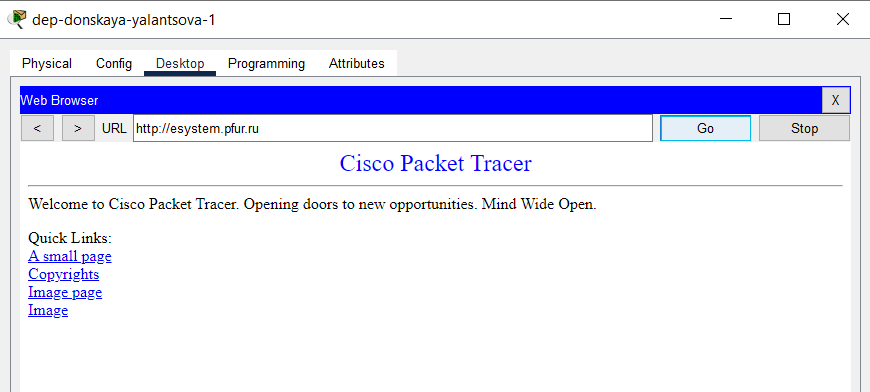 dep-donskaya-yalantsova-1
Physical Config Desktop Programming Attributes
Web Browser X
< > URL http://esystem.pfur.ru Go Stop
Cisco Packet Tracer
Welcome to Cisco Packet Tracer. Opening doors to new opportunities. Mind Wide Open.
Quick Links:
A small page
Copyrights
Image page
Image